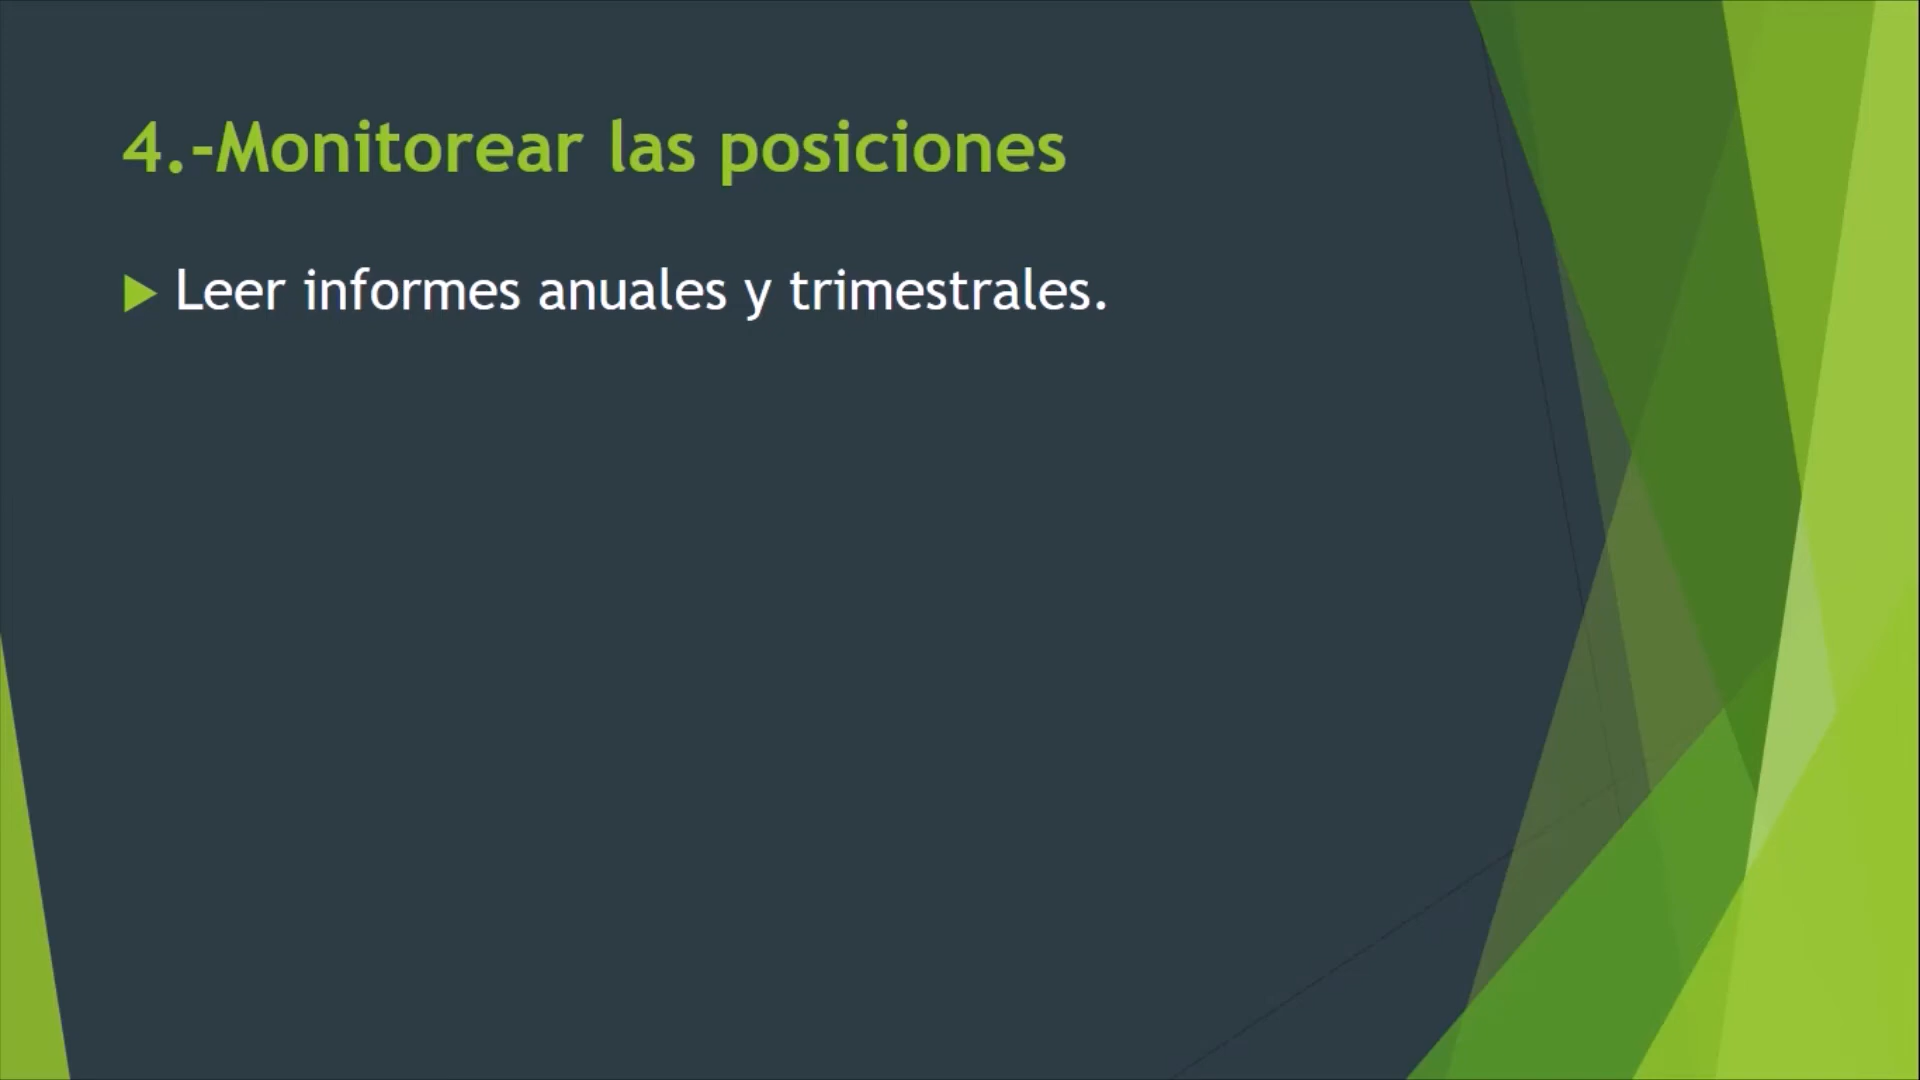 4.-Monitorear las posiciones
Leer informes anuales y trimestrales.